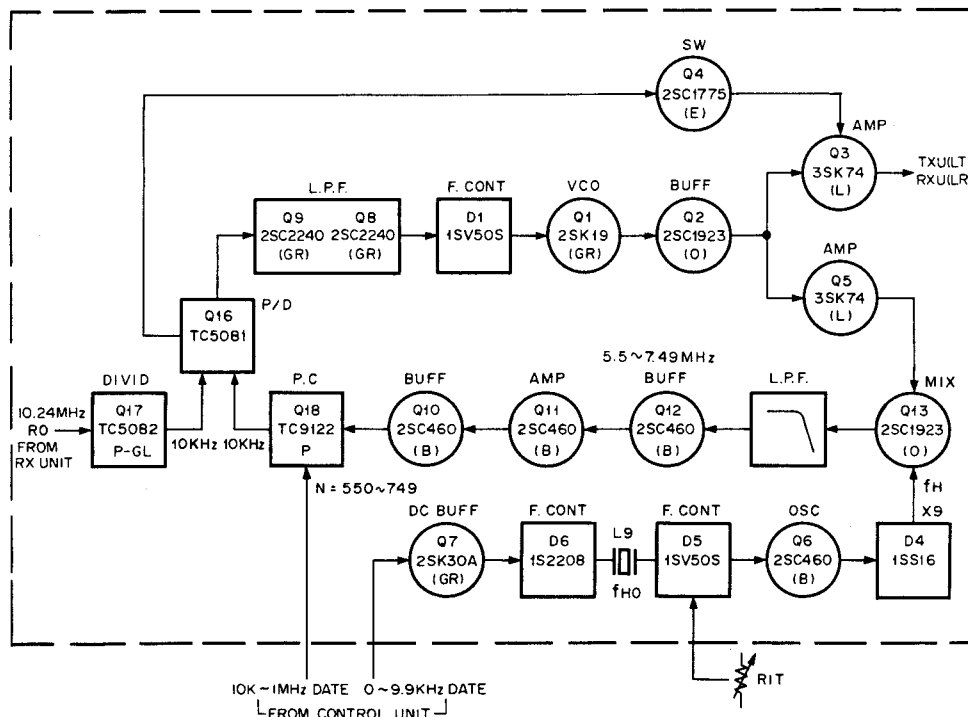 SW
Q4
2SC1775
(E)
AMP
Q3
3SK74
(L)
TXU(LT
RXU(LR
L.P.F.
Q9 Q8
2SC2240 2SC2240
(GR) (GR)
F. CONT
D1
1SV50S
VCO
Q1
2SK19
(GR)
BUFF
Q2
2SC1923
(O)
AMP
Q5
3SK74
(L)
P/D
Q16
TC5081
DIVID
Q17
TC5082
P-GL
10.24MHz
RO
FROM
RX UNIT
10KHz 10KHz
P.C
Q18
TC9122
P
N = 550~749
BUFF
Q10
2SC460
(B)
AMP
Q11
2SC460
(B)
5.5~7.49MHz
BUFF
Q12
2SC460
(B)
L.P.F.
MIX
Q13
2SC1923
(O)
fH
X9
DC BUFF
Q7
2SK30A
(GR)
F. CONT
D6
1S2208
L9
fHO
F. CONT
D5
1SV50S
OSC
Q6
2SC460
(B)
D4
1SS16
RIT
10K~1MHz DATE 0~9.9KHz DATE
FROM CONTROL UNIT